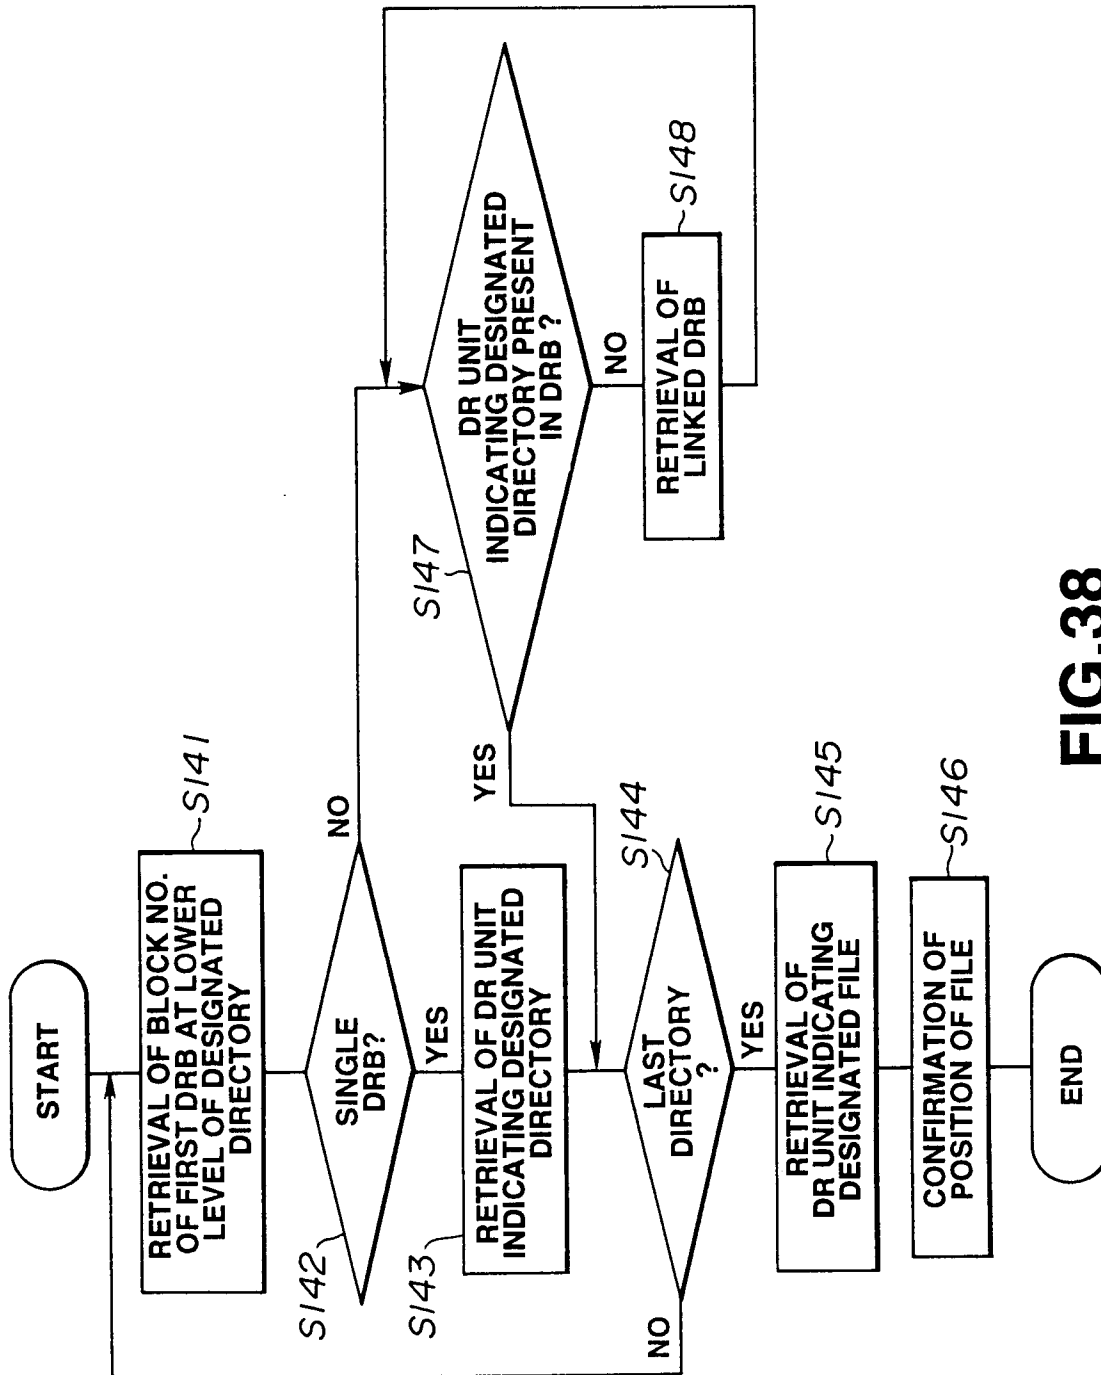 START
RETRIEVAL OF BLOCK NO.
OF FIRST DRB AT LOWER
LEVEL OF DESIGNATED
DIRECTORY
S141
SINGLE
DRB?
S142
NO
YES
RETRIEVAL OF DR UNIT
INDICATING DESIGNATED
DIRECTORY
S143
LAST
DIRECTORY
?
S144
NO
YES
RETRIEVAL OF
DR UNIT INDICATING
DESIGNATED FILE
S145
CONFIRMATION OF
POSITION OF FILE
S146
END
DR UNIT
INDICATING DESIGNATED
DIRECTORY PRESENT
IN DRB ?
S147
YES
NO
RETRIEVAL OF
LINKED DRB
S148
FIG.38